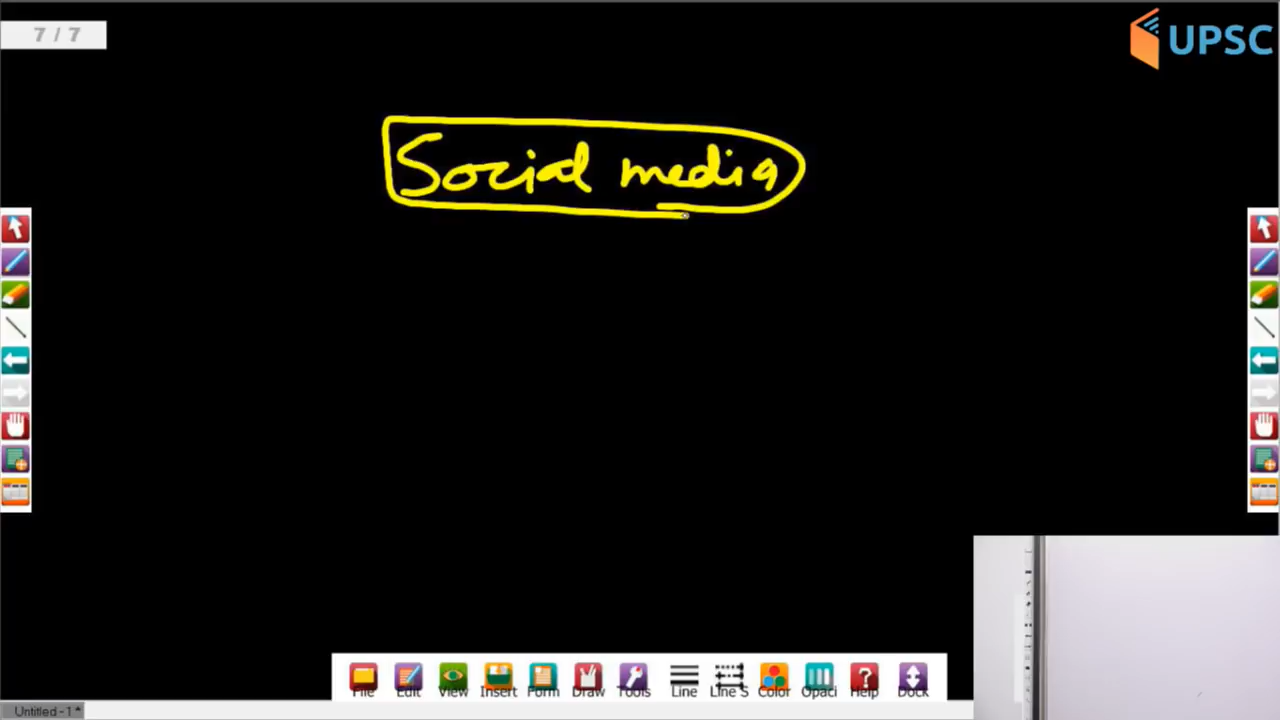 7 / 7
UPSC
Social media
File Edit View Insert Form Draw Tools Line Line S Color Opaci Help Dock
Untitled - 1 *